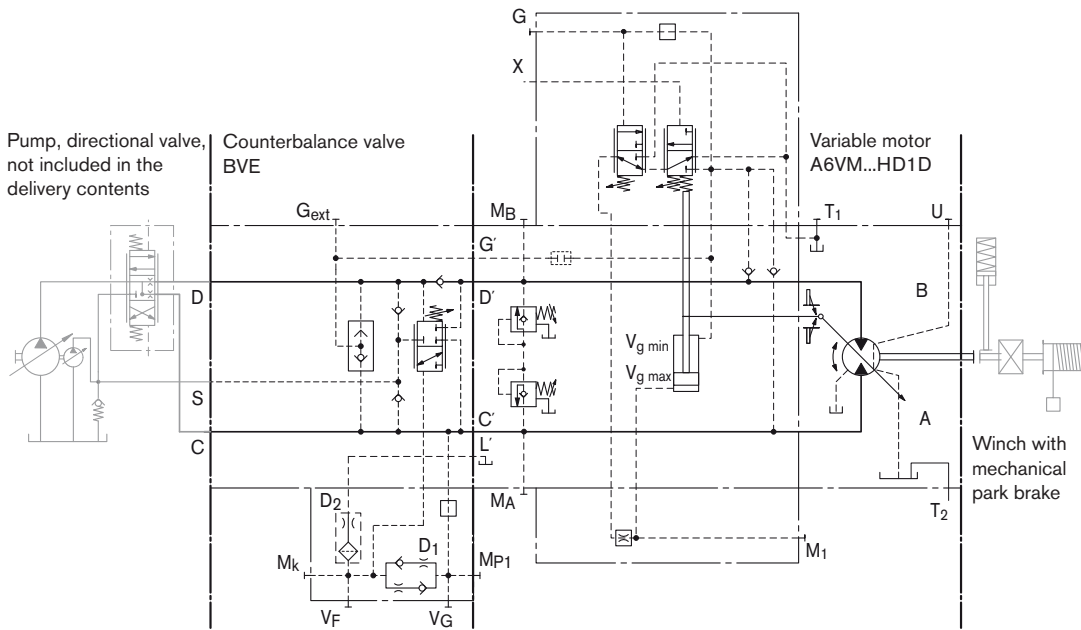 G
X
Pump, directional valve,
not included in the
delivery contents
Counterbalance valve
BVE
Variable motor
A6VM...HD1D
Gext
MB
T1
U
G'
D
D'
B
Vg min
Vg max
S
C
C'
A
L'
Winch with
mechanical
park brake
D2
MA
T2
D1
Mk
MP1
M1
VF
VG